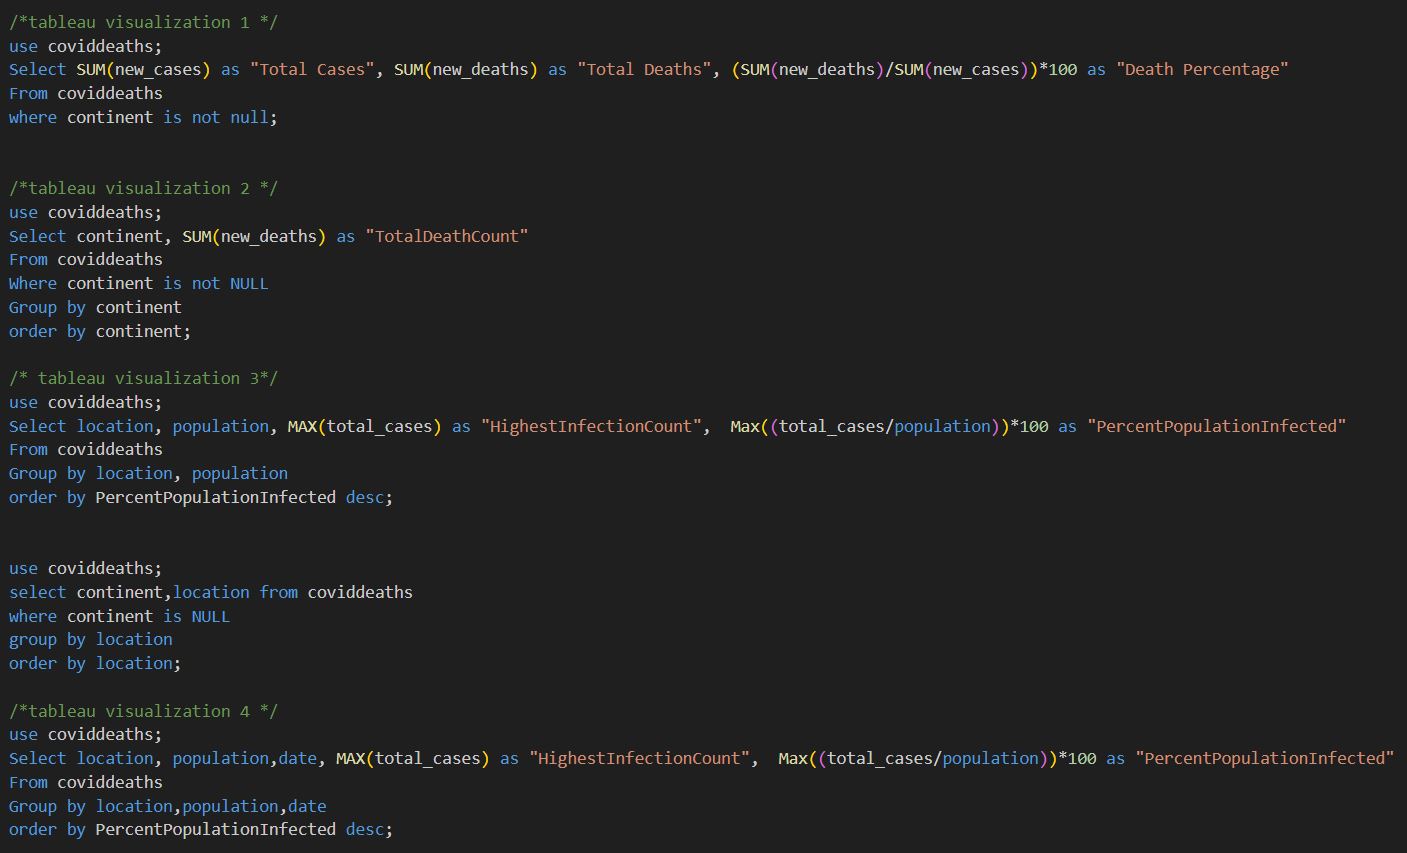 /*tableau visualization 1 */
use coviddeaths;
Select SUM(new_cases) as "Total Cases", SUM(new_deaths) as "Total Deaths", (SUM(new_deaths)/SUM(new_cases))*100 as "Death Percentage"
From coviddeaths
where continent is not null;
/*tableau visualization 2 */
use coviddeaths;
Select continent, SUM(new_deaths) as "TotalDeathCount"
From coviddeaths
Where continent is not NULL
Group by continent
order by continent;
/* tableau visualization 3*/
use coviddeaths;
Select location, population, MAX(total_cases) as "HighestInfectionCount",  Max((total_cases/population))*100 as "PercentPopulationInfected"
From coviddeaths
Group by location, population
order by PercentPopulationInfected desc;
use coviddeaths;
select continent,location from coviddeaths
where continent is NULL
group by location
order by location;
/*tableau visualization 4 */
use coviddeaths;
Select location, population,date, MAX(total_cases) as "HighestInfectionCount",  Max((total_cases/population))*100 as "PercentPopulationInfected"
From coviddeaths
Group by location,population,date
order by PercentPopulationInfected desc;